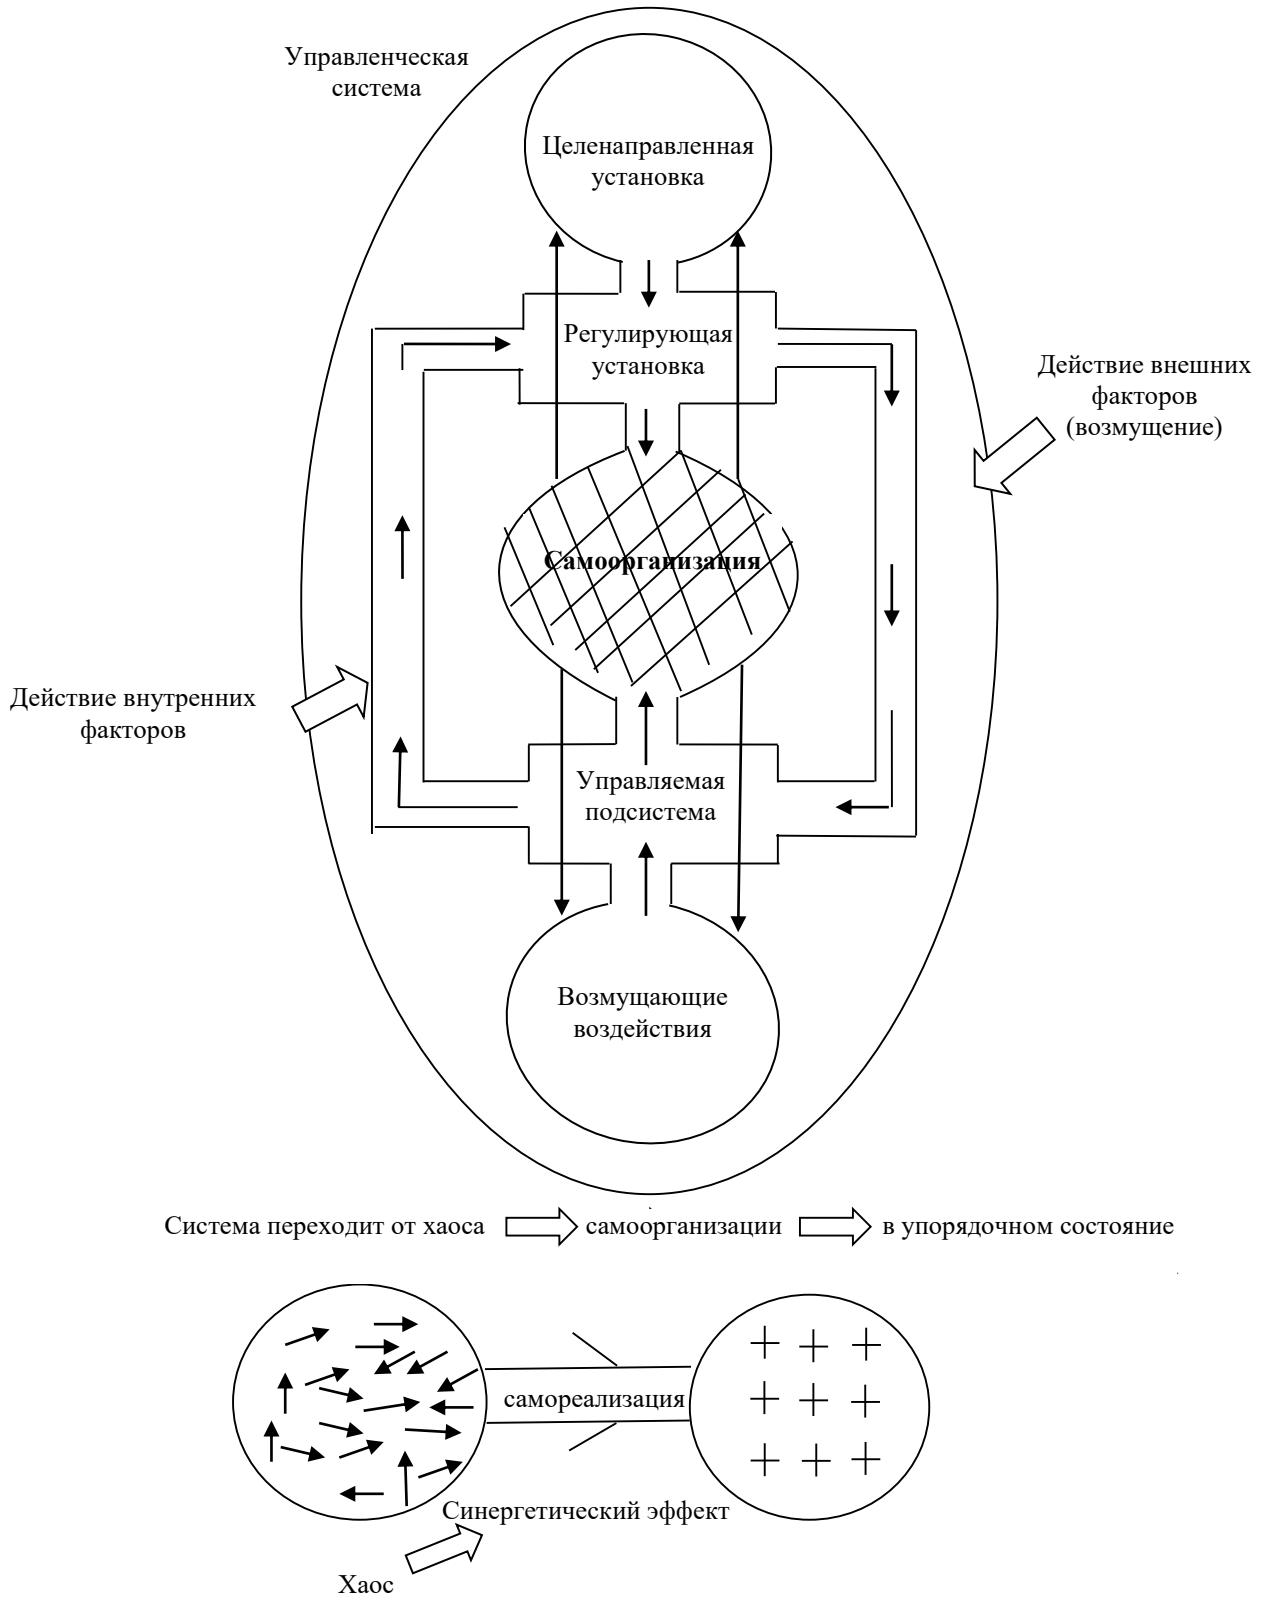 Управленческая
система
Целенаправленная
установка
Регулирующая
установка
Действие внешних
факторов
(возмущение)
Самоорганизация
Действие внутренних
факторов
Управляемая
подсистема
Возмущающие
воздействия
Система переходит от хаоса самоорганизации в упорядочном состояние
самореализация
Синергетический эффект
Хаос